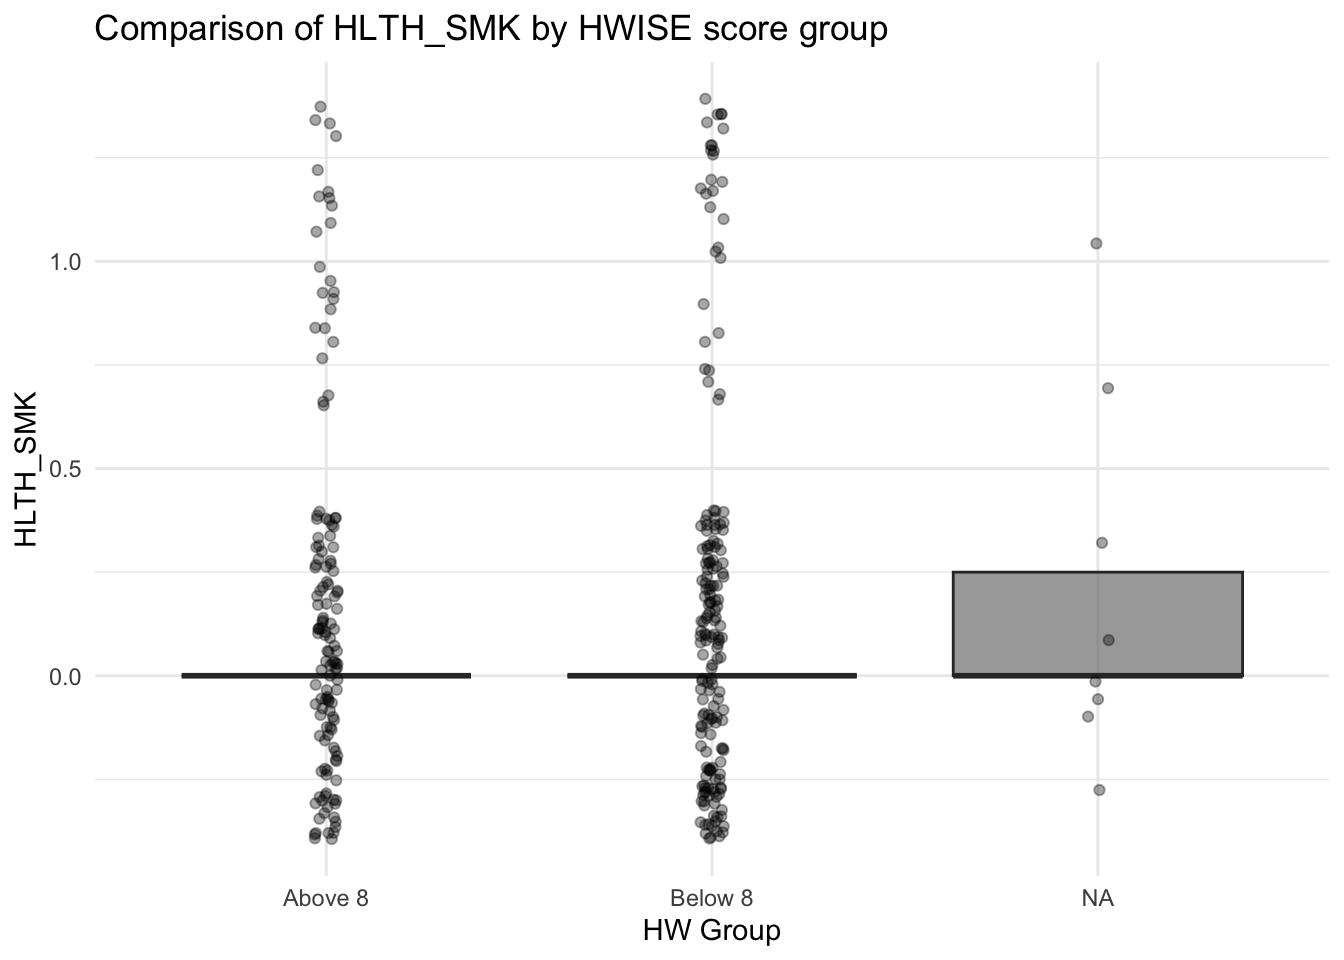 Comparison of HLTH_SMK by HWISE score group
HLTH_SMK
1.0
0.5
0.0
Above 8
Below 8
NA
HW Group